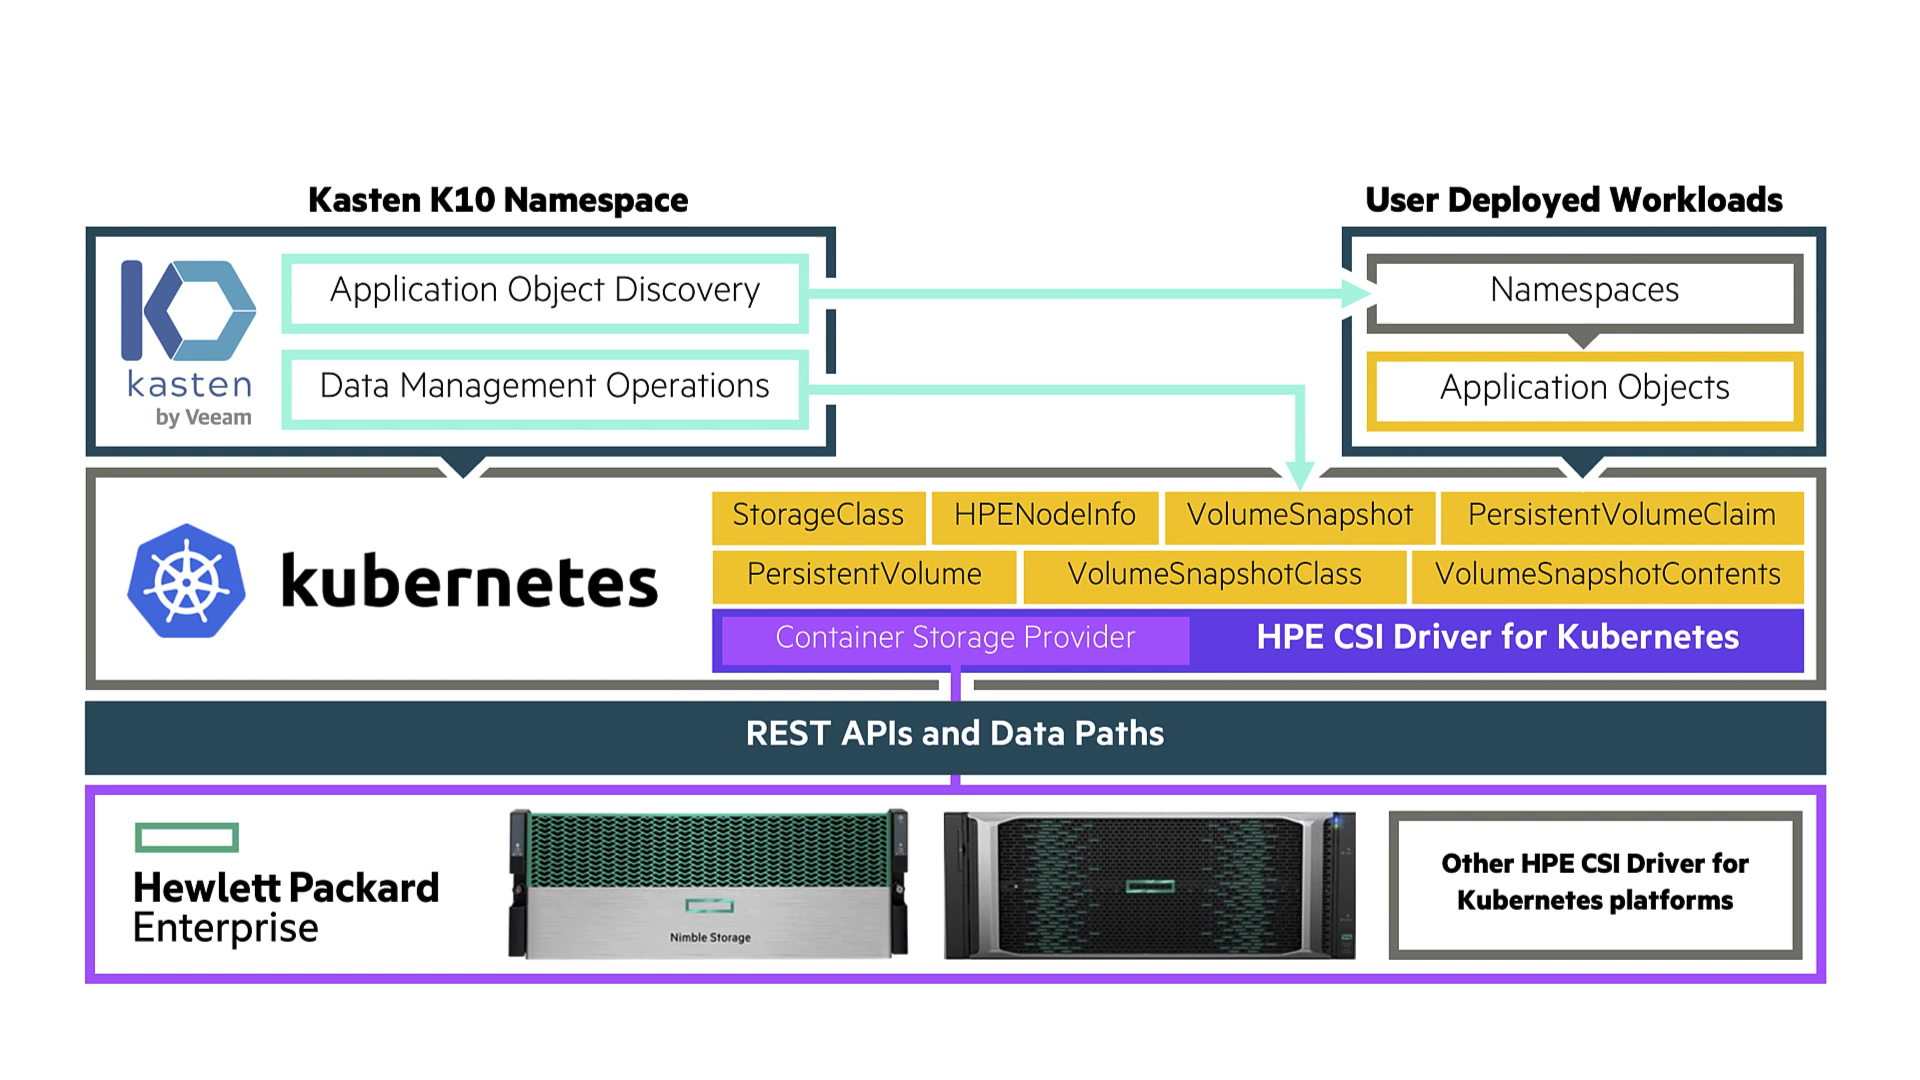 Kasten K10 Namespace
User Deployed Workloads
kasten
by Veeam
Application Object Discovery
Data Management Operations
Namespaces
Application Objects
kubernetes
StorageClass
HPENodeInfo
VolumeSnapshot
PersistentVolumeClaim
PersistentVolume
VolumeSnapshotClass
VolumeSnapshotContents
Container Storage Provider
HPE CSI Driver for Kubernetes
REST APIs and Data Paths
Hewlett Packard
Enterprise
Nimble Storage
Other HPE CSI Driver for
Kubernetes platforms